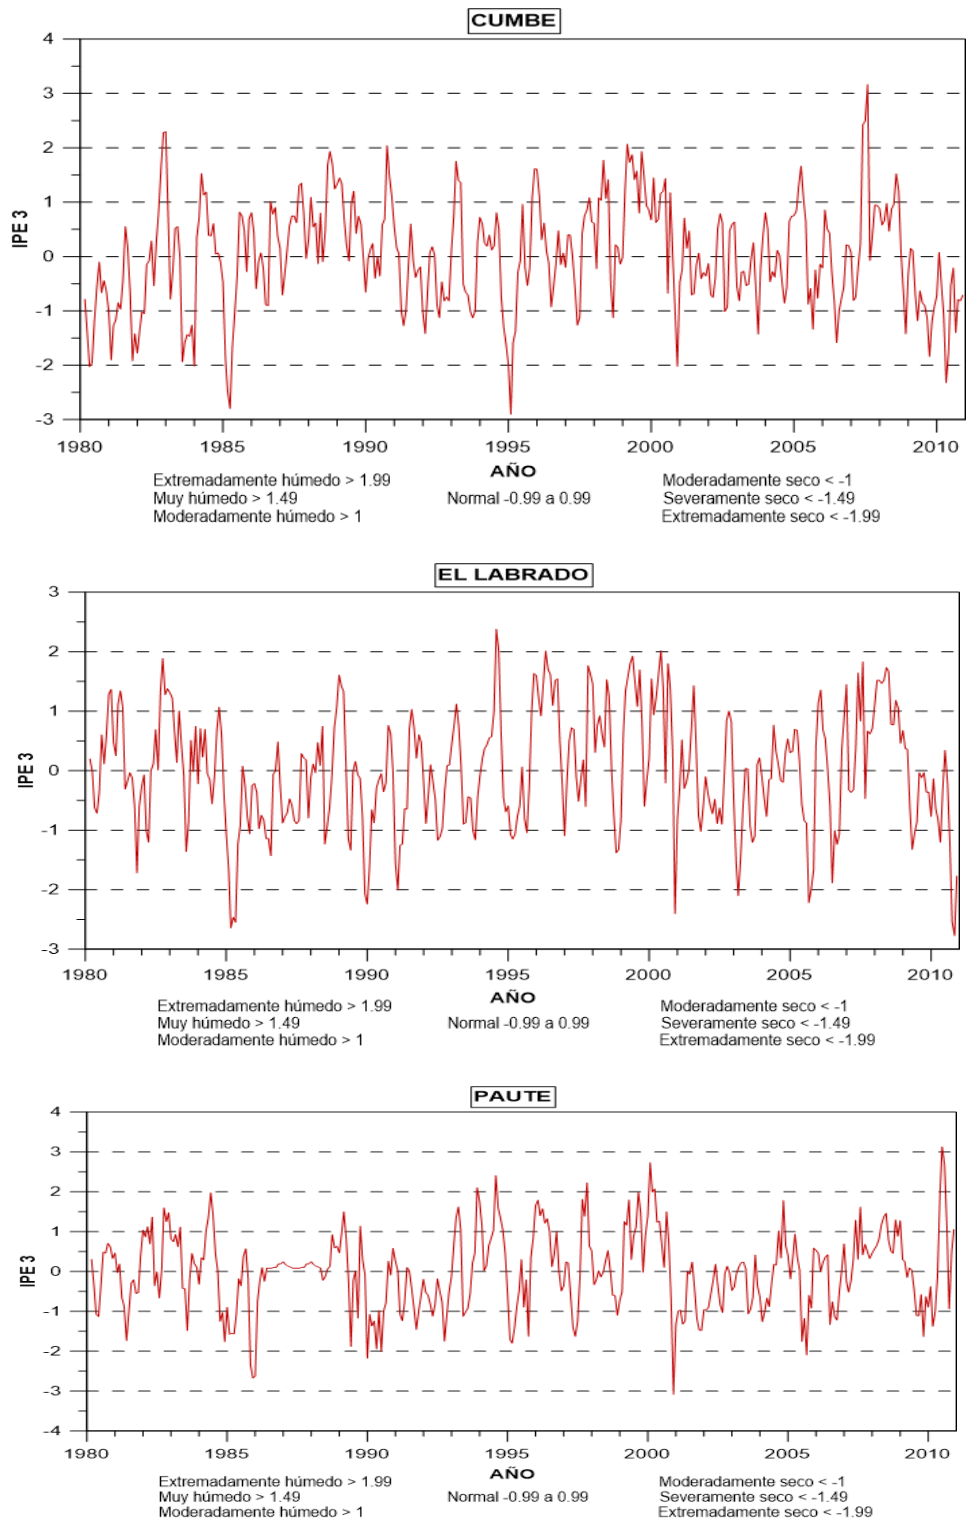 CUMBE
4
3
2
1
0
-1
-2
-3
IPE 3
1980 1985 1990 1995 2000 2005 2010
AÑO
Extremadamente húmedo > 1.99
Muy húmedo > 1.49
Moderadamente húmedo > 1
Normal -0.99 a 0.99
Moderadamente seco < -1
Severamente seco < -1.49
Extremadamente seco < -1.99
EL LABRADO
3
2
1
0
-1
-2
-3
IPE 3
1980 1985 1990 1995 2000 2005 2010
AÑO
Extremadamente húmedo > 1.99
Muy húmedo > 1.49
Moderadamente húmedo > 1
Normal -0.99 a 0.99
Moderadamente seco < -1
Severamente seco < -1.49
Extremadamente seco < -1.99
PAUTE
4
3
2
1
0
-1
-2
-3
-4
IPE 3
1980 1985 1990 1995 2000 2005 2010
AÑO
Extremadamente húmedo > 1.99
Muy húmedo > 1.49
Moderadamente húmedo > 1
Normal -0.99 a 0.99
Moderadamente seco < -1
Severamente seco < -1.49
Extremadamente seco < -1.99